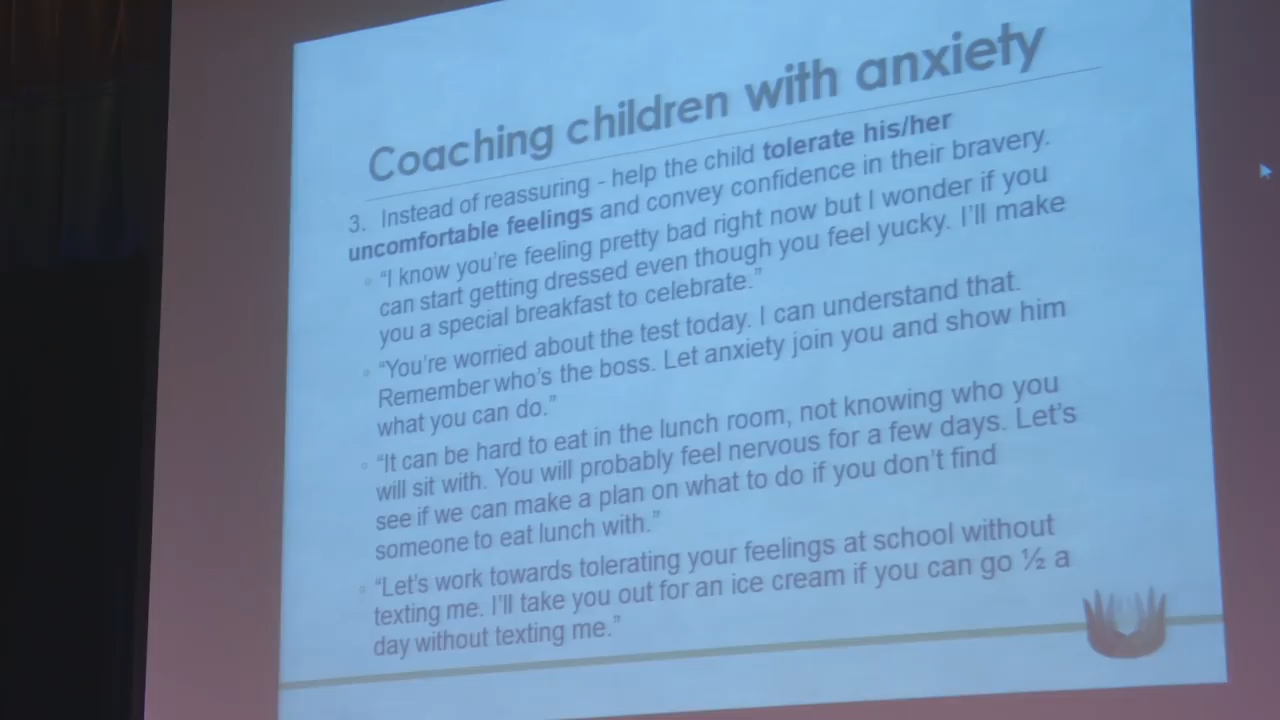 Coaching children with anxiety
3. Instead of reassuring - help the child tolerate his/her
uncomfortable feelings and convey confidence in their bravery.
“I know you’re feeling pretty bad right now but I wonder if you
can start getting dressed even though you feel yucky. I’ll make
you a special breakfast to celebrate.”
“You’re worried about the test today. I can understand that.
Remember who’s the boss. Let anxiety join you and show him
what you can do.”
“It can be hard to eat in the lunch room, not knowing who you
will sit with. You will probably feel nervous for a few days. Let’s
see if we can make a plan on what to do if you don’t find
someone to eat lunch with.”
“Let’s work towards tolerating your feelings at school without
texting me. I’ll take you out for an ice cream if you can go ½ a
day without texting me.”